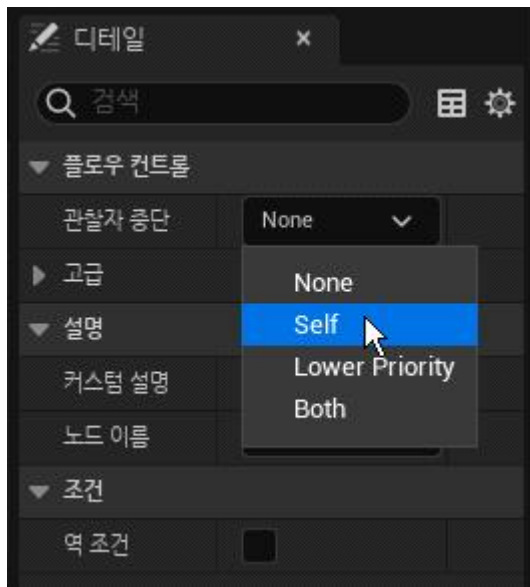 디테일
검색
플로우 컨트롤
관찰자 중단 None
고급
None
설명
Self
커스텀 설명
Lower Priority
노드 이름
Both
조건
역 조건